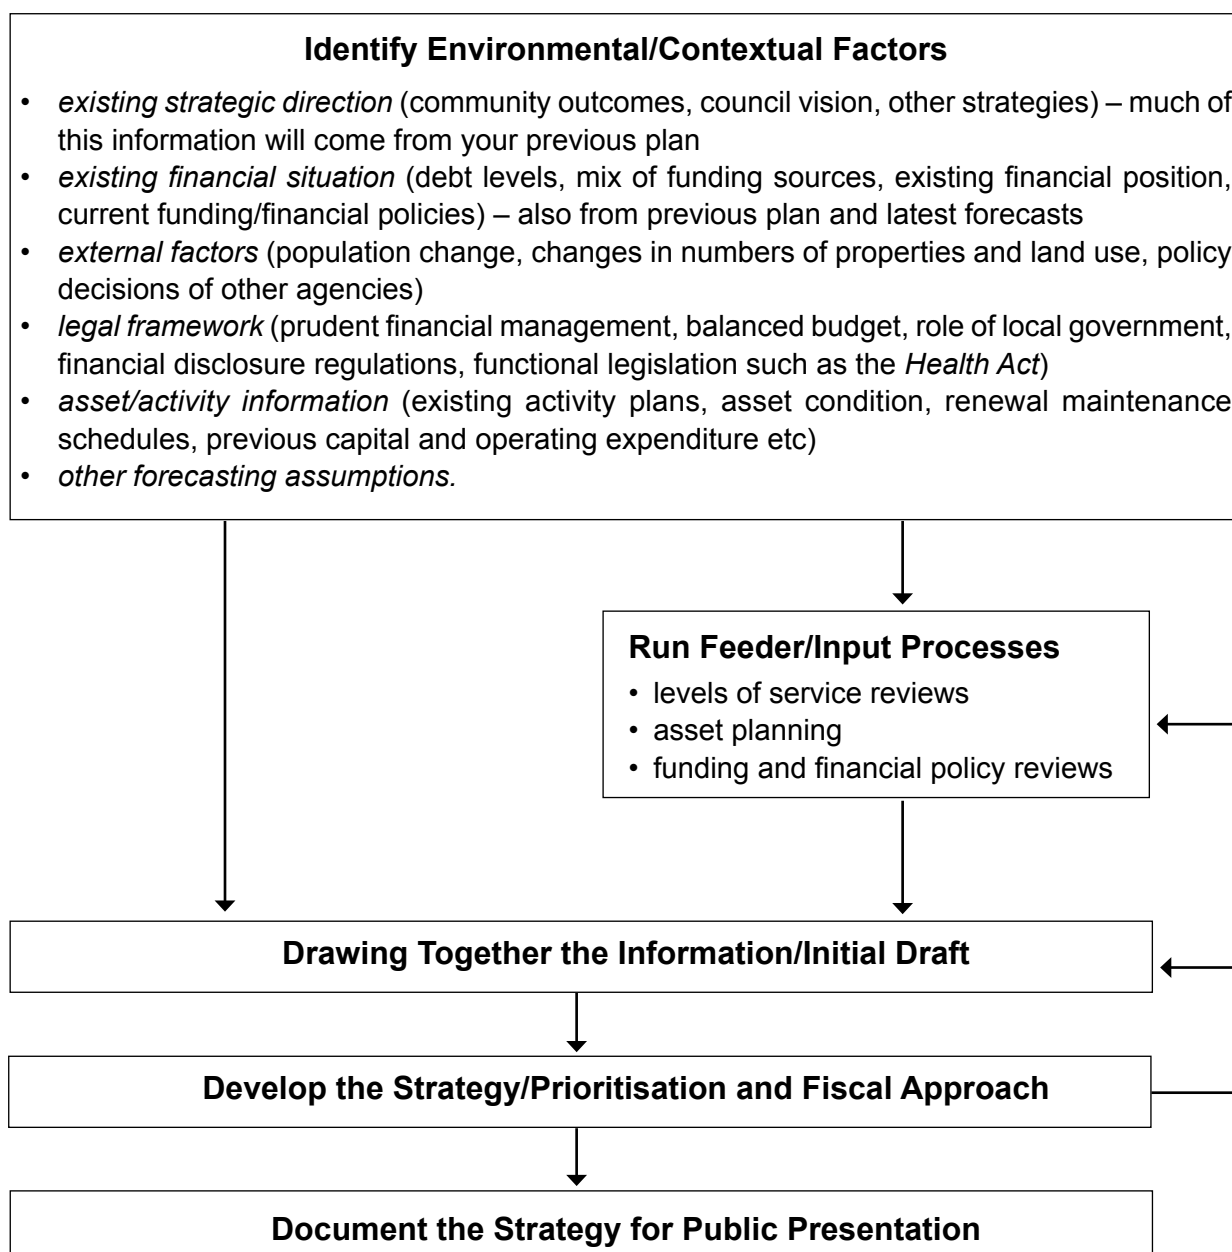 Identify Environmental/Contextual Factors
• existing strategic direction (community outcomes, council vision, other strategies) – much of
this information will come from your previous plan
• existing financial situation (debt levels, mix of funding sources, existing financial position,
current funding/financial policies) – also from previous plan and latest forecasts
• external factors (population change, changes in numbers of properties and land use, policy
decisions of other agencies)
• legal framework (prudent financial management, balanced budget, role of local government,
financial disclosure regulations, functional legislation such as the Health Act)
• asset/activity information (existing activity plans, asset condition, renewal maintenance
schedules, previous capital and operating expenditure etc)
• other forecasting assumptions.
Run Feeder/Input Processes
• levels of service reviews
• asset planning
• funding and financial policy reviews
Drawing Together the Information/Initial Draft
Develop the Strategy/Prioritisation and Fiscal Approach
Document the Strategy for Public Presentation